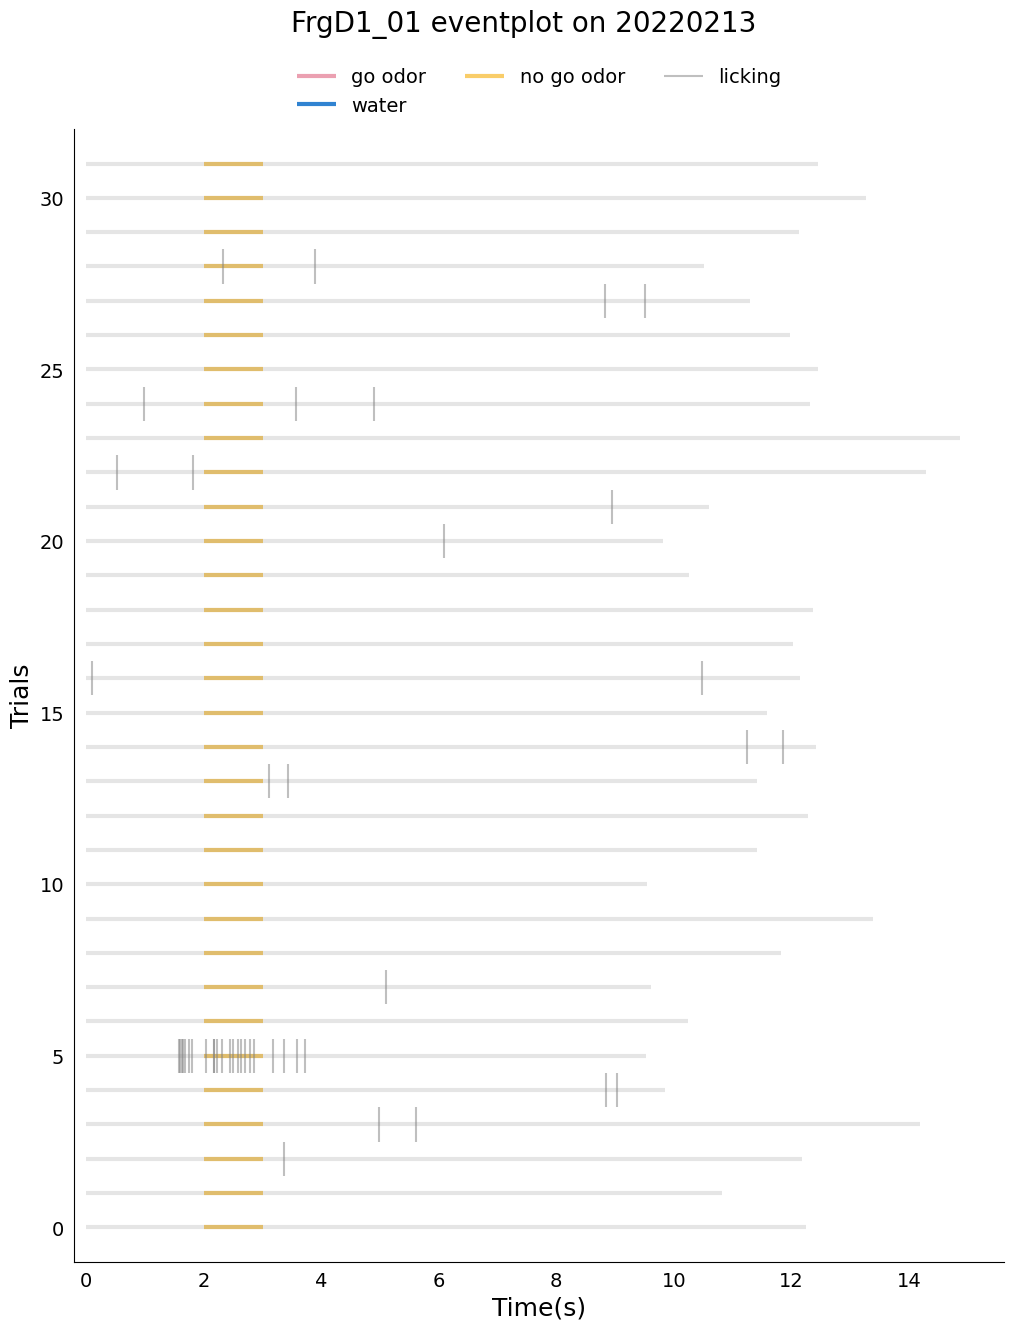 FrgD1_01 eventplot on 20220213
go odor
no go odor
licking
water
30
25
20
15
10
5
0
Trials
0 2 4 6 8 10 12 14
Time(s)